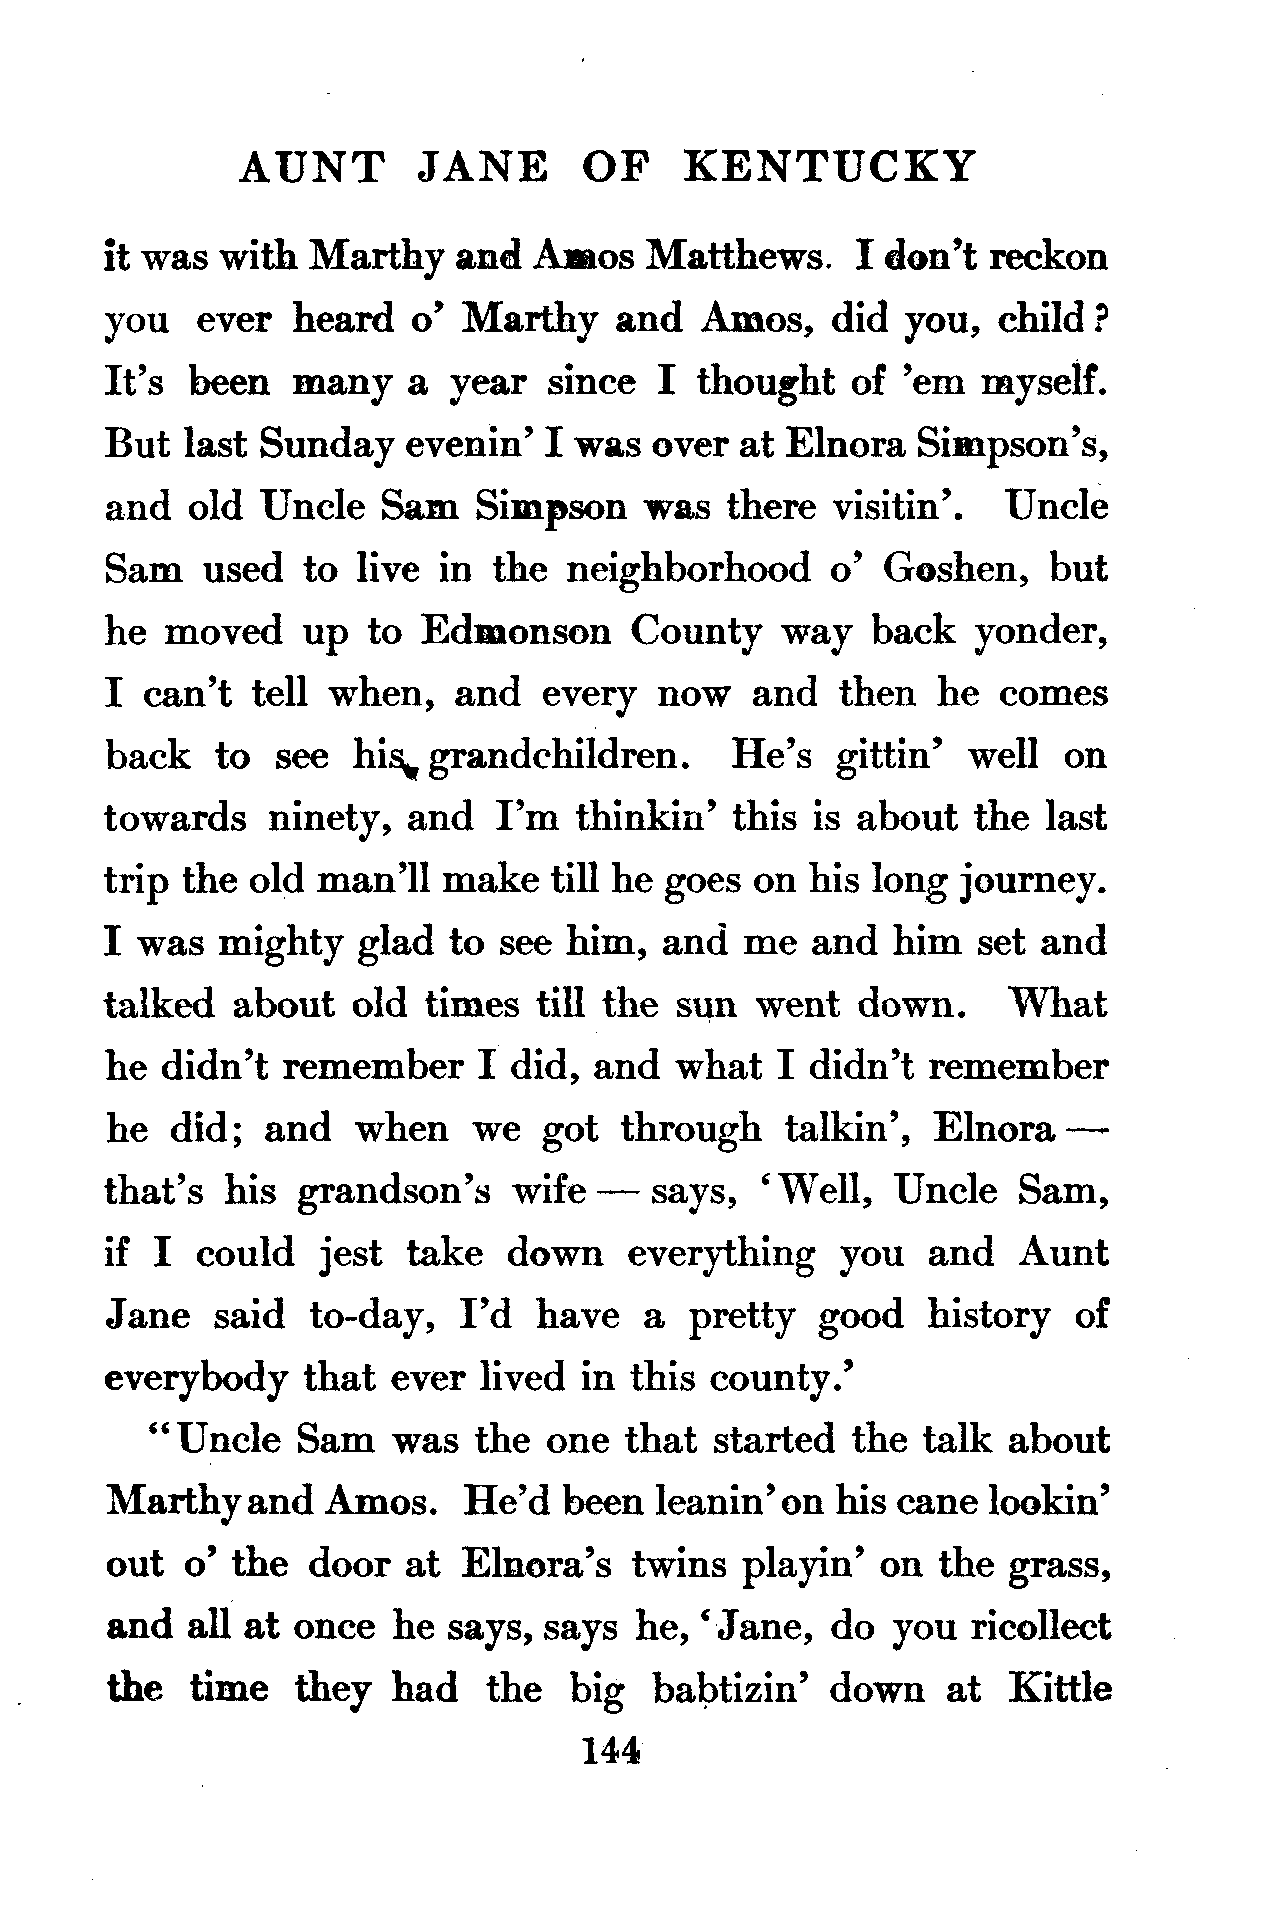 AUNT JANE OF KENTUCKY
it was with Marthy and Amos Matthews. I don't reckon
you ever heard o' Marthy and Amos, did you, child?
It's been many a year since I thought of 'em myself.
But last Sunday evenin' I was over at Elnora Simpson's,
and old Uncle Sam Simpson was there visitin'. Uncle
Sam used to live in the neighborhood o' Goshen, but
he moved up to Edmonson County way back yonder,
I can't tell when, and every now and then he comes
back to see his grandchildren. He's gittin' well on
towards ninety, and I'm thinkin' this is about the last
trip the old man'll make till he goes on his long journey.
I was mighty glad to see him, and me and him set and
talked about old times till the sun went down. What
he didn't remember I did, and what I didn't remember
he did; and when we got through talkin', Elnora —
that's his grandson's wife — says, 'Well, Uncle Sam,
if I could jest take down everything you and Aunt
Jane said to-day, I'd have a pretty good history of
everybody that ever lived in this county.'
"Uncle Sam was the one that started the talk about
Marthy and Amos. He'd been leanin' on his cane lookin'
out o' the door at Elnora's twins playin' on the grass,
and all at once he says, says he, 'Jane, do you ricollect
the time they had the big babtizin' down at Kittle
144